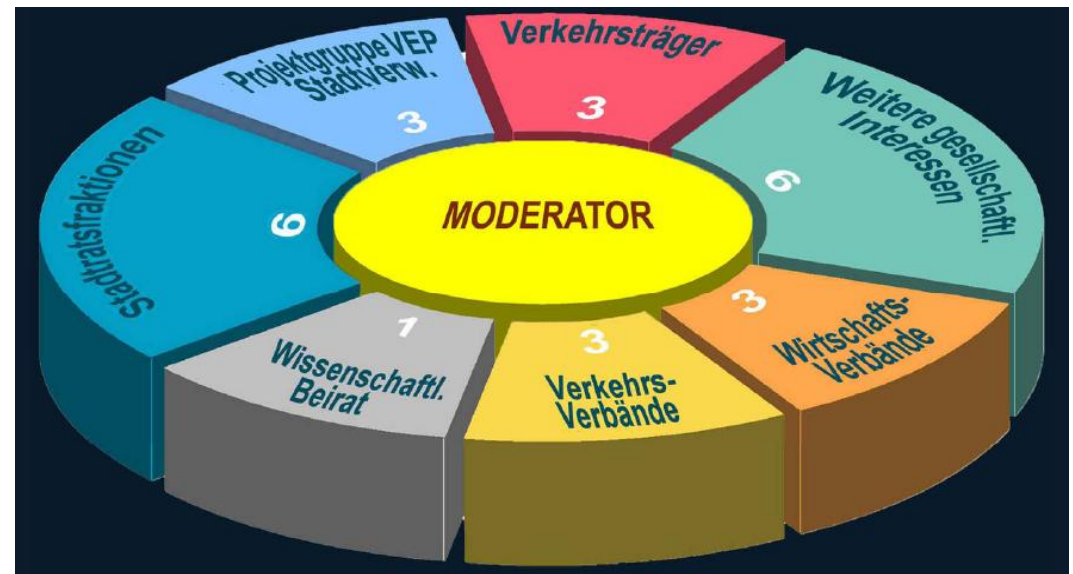 Projektgruppe VEP
Stadtverw.
3
Verkehrsträger
3
Weitere gesellschaftl.
Interessen
6
Stadtratsfraktionen
6
MODERATOR
1
Wissenschaftl.
Beirat
3
Verkehrs-
Verbände
3
Wirtschafts-
Verbände